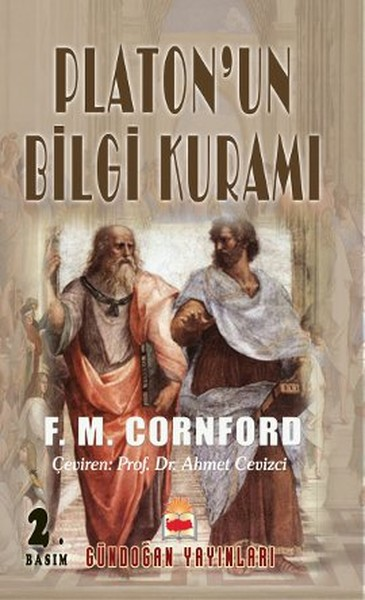 PLATON'UN
BİLGİ KURAMI
F. M. CORNFORD
Çeviren: Prof. Dr. Ahmet Cevizci
2.
BASIM
GÜNDOĞAN YAYINLARI